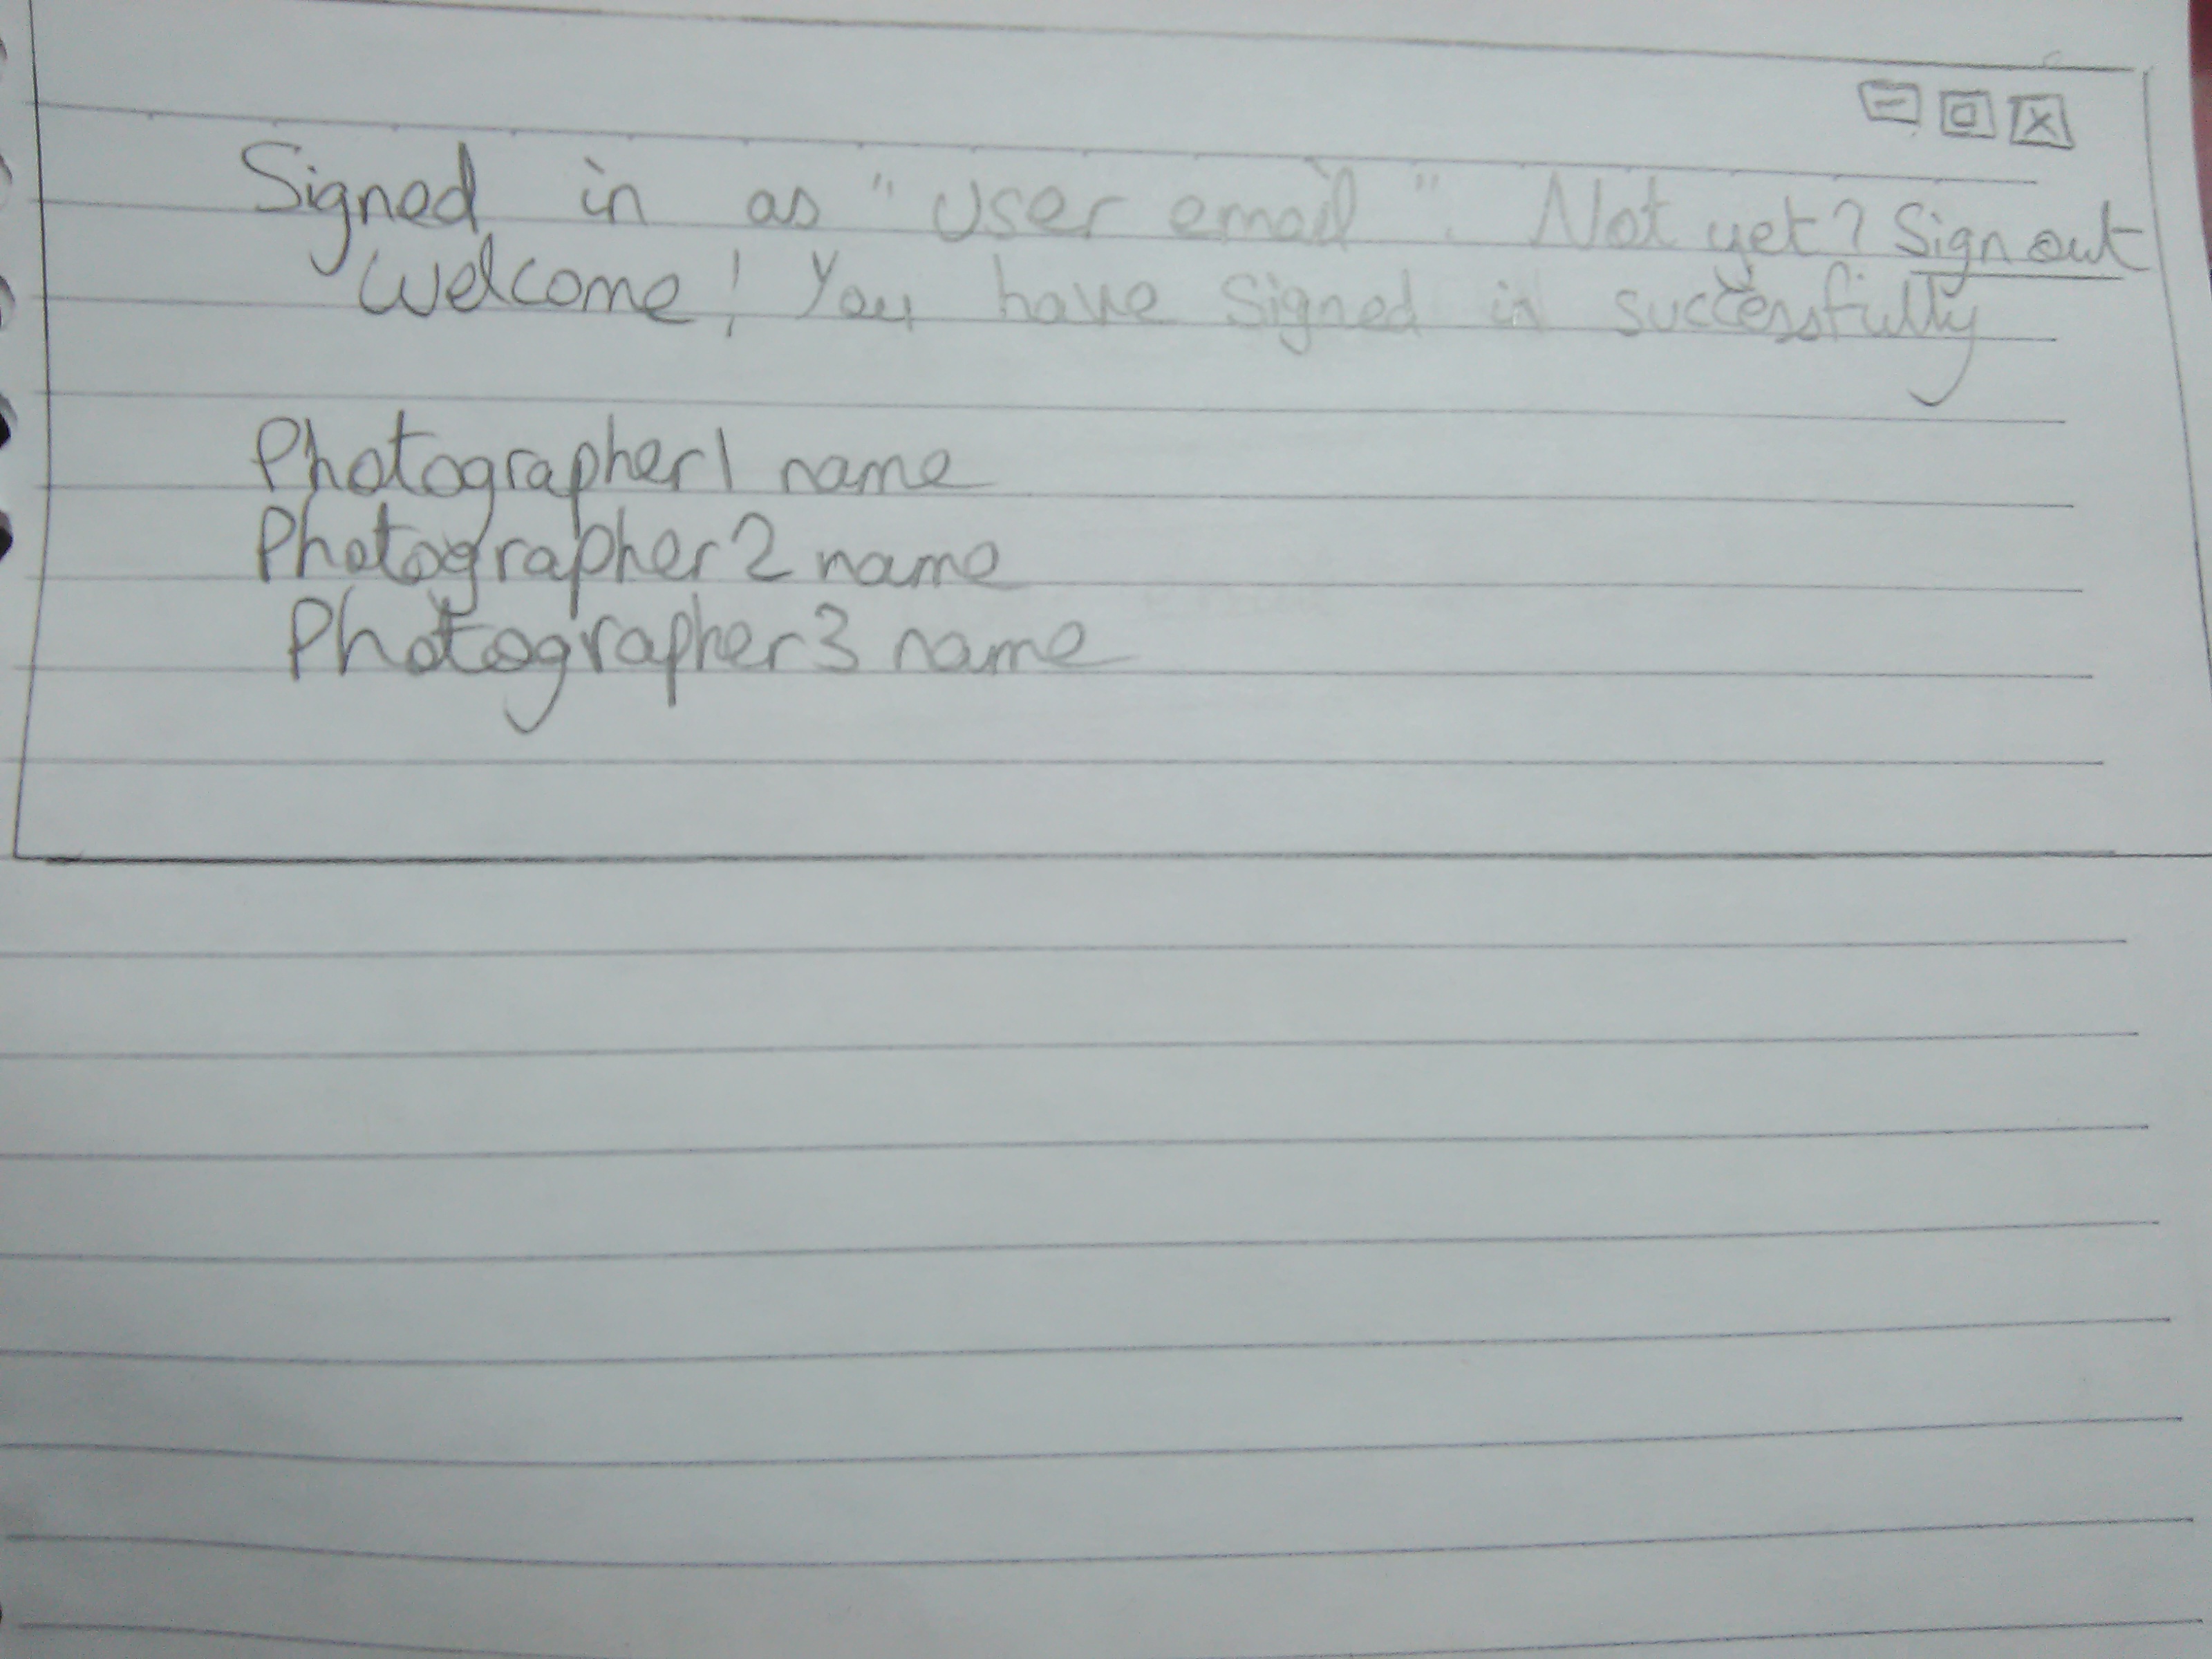 Signed in as "User email". Not yet? Sign out
Welcome! You have Signed in successfully
Photographer1 name
Photographer2 name
Photographer3 name